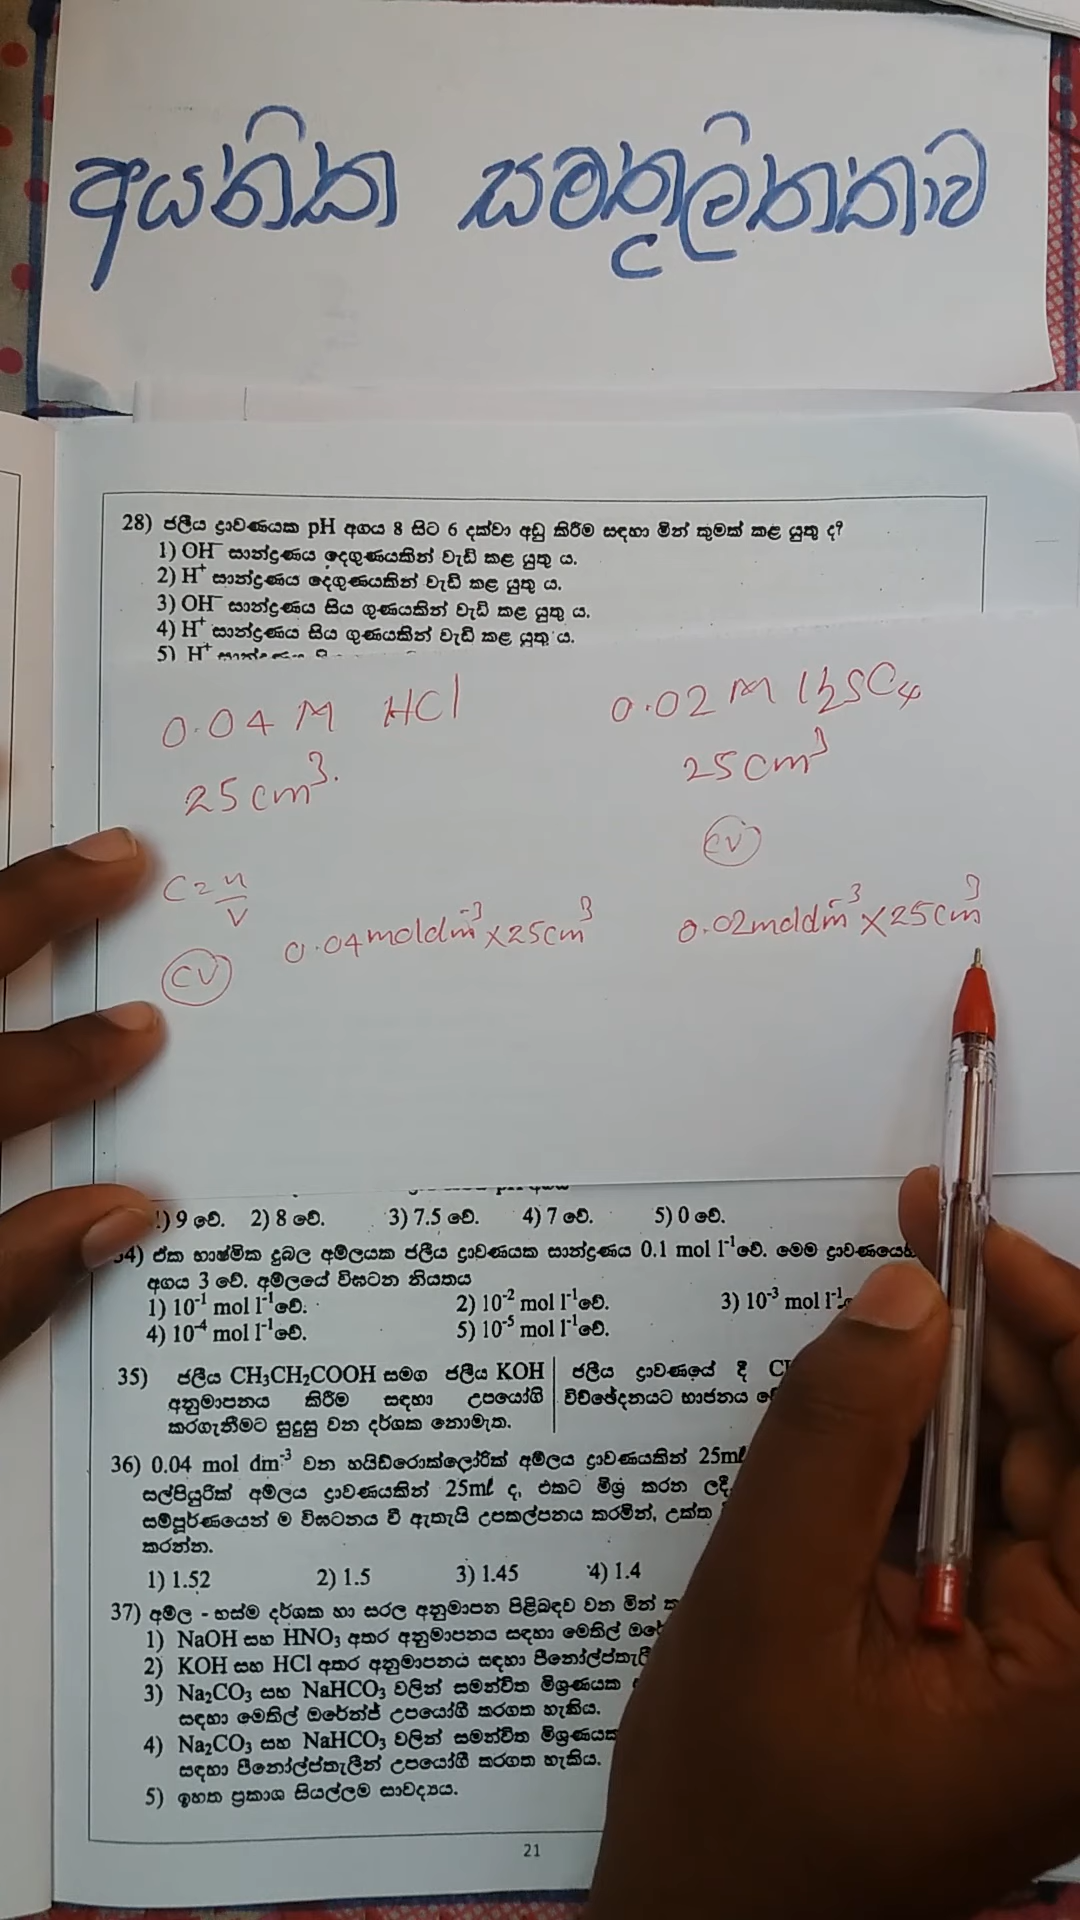 අයනික සමතුලිතතාව
28) ජලීය ද්‍රාවණයක pH අගය 8 සිට 6 දක්වා අඩු කිරීම සඳහා මින් කුමක් කළ යුතු ද?
1) OH⁻ සාන්ද්‍රණය දෙගුණයකින් වැඩි කළ යුතු ය.
2) H⁺ සාන්ද්‍රණය දෙගුණයකින් වැඩි කළ යුතු ය.
3) OH⁻ සාන්ද්‍රණය සිය ගුණයකින් වැඩි කළ යුතු ය.
4) H⁺ සාන්ද්‍රණය සිය ගුණයකින් වැඩි කළ යුතු ය.
5) H⁺
0.04 M HCl
25 cm³.
0.02 M H₂SO₄
25 cm³
CV
C = n/V
CV
0.04 mol dm⁻³ × 25 cm³
0.02 mol dm⁻³ × 25 cm³
1) 9 වේ. 2) 8 වේ. 3) 7.5 වේ. 4) 7 වේ. 5) 0 වේ.
34) ඒක භාෂ්මික දුබල අම්ලයක ජලීය ද්‍රාවණයක සාන්ද්‍රණය 0.1 mol l⁻¹ වේ. මෙම
අගය 3 වේ. අම්ලයේ විඝටන නියතය
1) 10⁻¹ mol l⁻¹ වේ. 2) 10⁻² mol l⁻¹ වේ. 3) 10⁻³ mol l⁻¹
4) 10⁻⁴ mol l⁻¹ වේ. 5) 10⁻⁵ mol l⁻¹ වේ.
35) ජලීය CH₃CH₂COOH සමග ජලීය KOH ජලීය ද්‍රාවණයේ දී
අනුමාපනය කිරීම සඳහා උපයෝගි විච්ඡේදනයට භාජනය
කරගැනීමට සුදුසු වන දර්ශක නොමැත.
36) 0.04 mol dm⁻³ වන හයිඩ්රොක්ලෝරික් අම්ලය ද්‍රාවණයකින් 25mℓ
සල්පියුරික් අම්ලය ද්‍රාවණයකින් 25mℓ ද, එකට මිශ්‍ර කරන ලදී.
සම්පූර්ණයෙන් ම විඝටනය වී ඇතැයි උපකල්පනය කරමින්, උක්ත
කරන්න.
1) 1.52 2) 1.5 3) 1.45 4) 1.4
37) අම්ල - භස්ම දර්ශක හා සරල අනුමාපන පිළිබඳව වන මින්
1) NaOH සහ HNO₃ අතර අනුමාපනය සඳහා මෙතිල්
2) KOH සහ HCl අතර අනුමාපනය සඳහා
3) Na₂CO₃ සහ NaHCO₃ වලින් සමන්විත මිශ්‍රණයක
සඳහා මෙතිල් ඔරේන්ජ් උපයෝගී කරගත හැකිය.
4) Na₂CO₃ සහ NaHCO₃ වලින් සමන්විත මිශ්‍රණයක
සඳහා පීනෝල්ප්තැලීන් උපයෝගී කරගත හැකිය.
5) ඉහත ප්‍රකාශ සියල්ලම සාවද්‍යය.
21